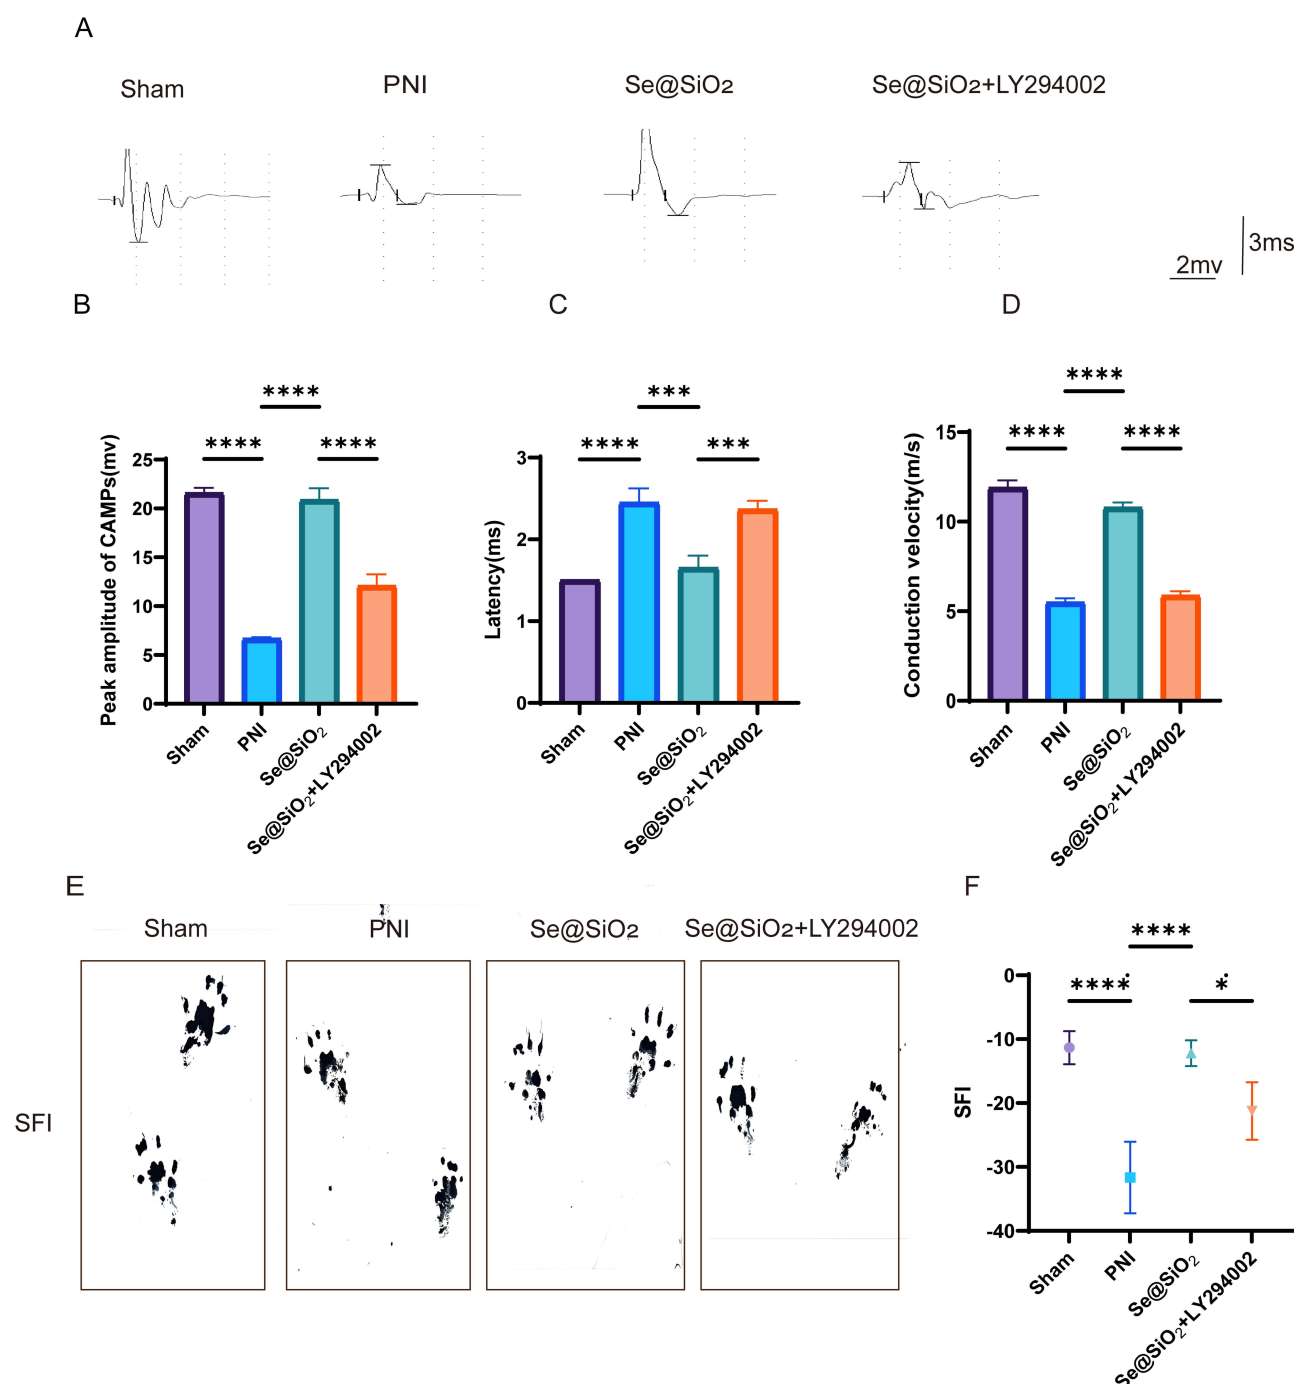 A
Sham
PNI
Se@SiO2
Se@SiO2+LY294002
3ms
2mv
B
Peak amplitude of CAMPs(mv)
25
20
15
10
5
0
****
****
****
Sham
PNI
Se@SiO₂
Se@SiO₂+LY294002
C
Latency(ms)
3
2
1
0
****
***
***
Sham
PNI
Se@SiO₂
Se@SiO₂+LY294002
D
Conduction velocity(m/s)
15
10
5
0
****
****
****
Sham
PNI
Se@SiO₂
Se@SiO₂+LY294002
E
Sham
PNI
Se@SiO2
Se@SiO2+LY294002
SFI
F
SFI
0
-10
-20
-30
-40
****
****
*
Sham
PNI
Se@SiO₂
Se@SiO₂+LY294002